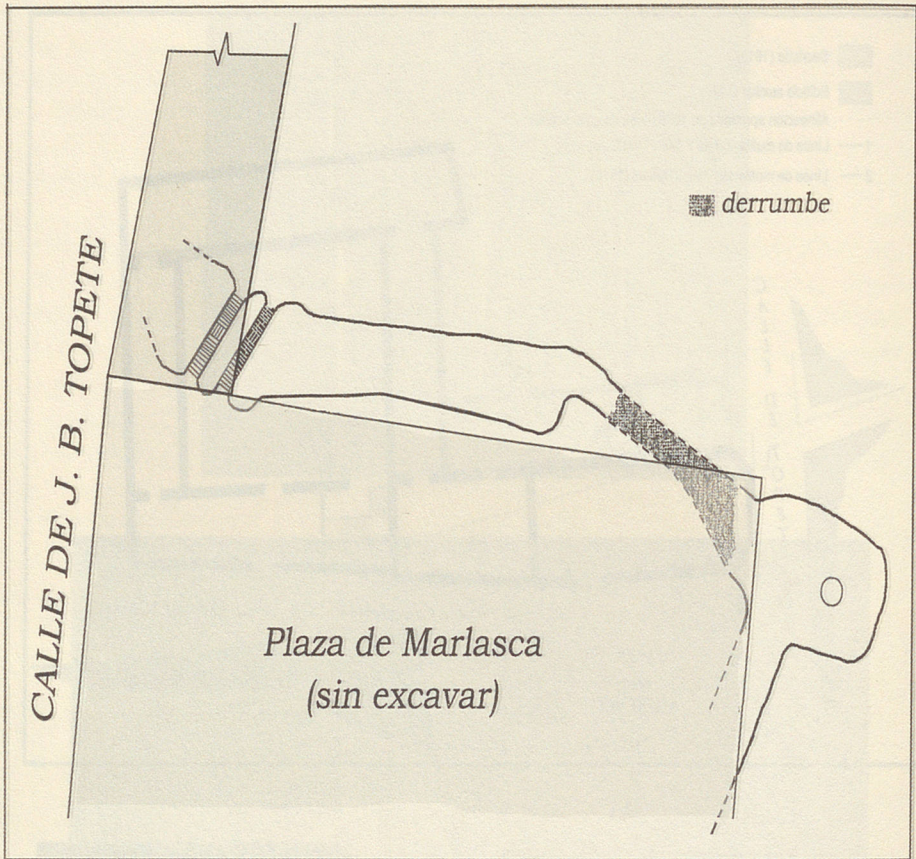 derrumbe
CALLE DE J. B. TOPETE
Plaza de Marlasca
(sin excavar)